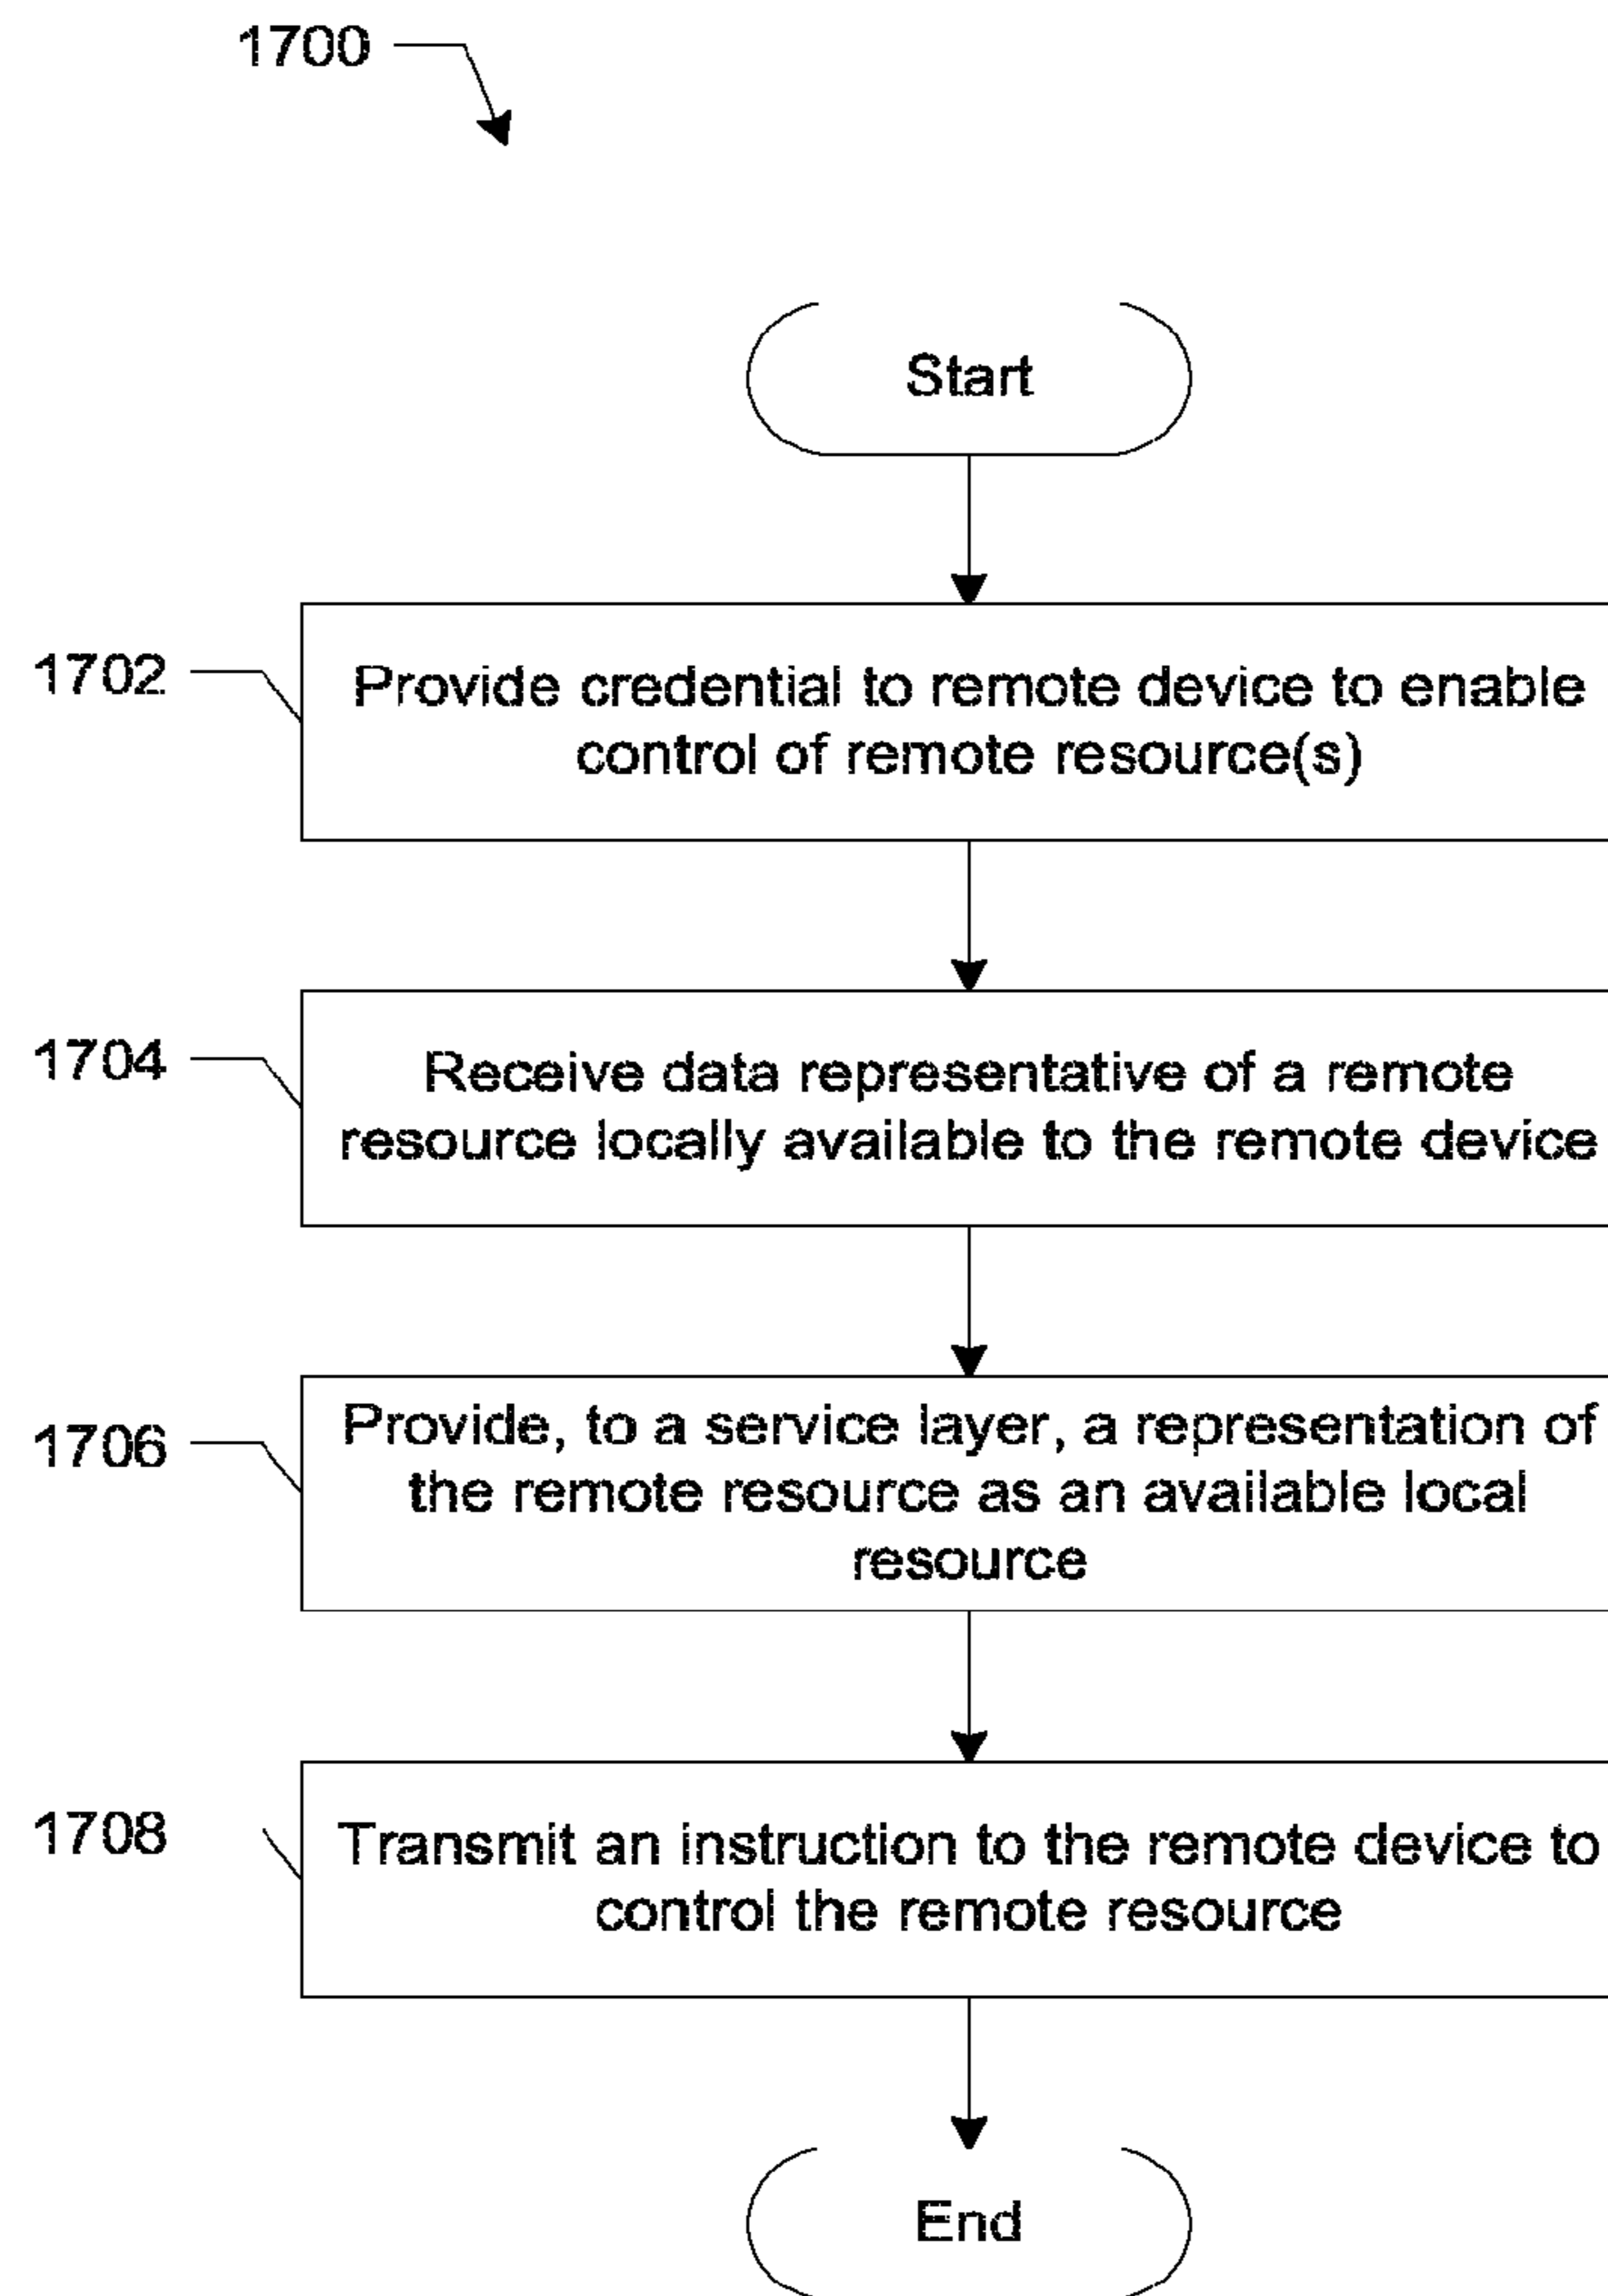 1700
Start
1702
Provide credential to remote device to enable
control of remote resource(s)
1704
Receive data representative of a remote
resource locally available to the remote device
1706
Provide, to a service layer, a representation of
the remote resource as an available local
resource
1708
Transmit an instruction to the remote device to
control the remote resource
End